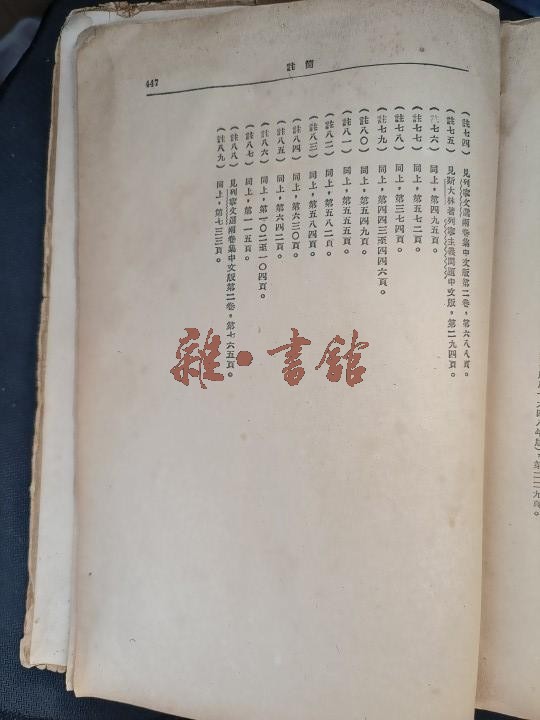 447
簡註
（註七四）見列寧文選兩卷集中文版第二卷，第六八八頁。
（註七五）見斯大林著列寧主義問題中文版，第二九四頁。
（註七六）同上，第四九五頁。
（註七七）同上，第五七二頁。
（註七八）同上，第三七四頁。
（註七九）同上，第四四三至四四六頁。
（註八〇）同上，第五四九頁。
（註八一）同上，第五五五頁。
（註八二）同上，第五八二頁。
（註八三）同上，第五八四頁。
（註八四）同上，第六三〇頁。
（註八五）同上，第六四二頁。
（註八六）同上，第一〇二至一〇四頁。
（註八七）同上，第一一五頁。
（註八八）見列寧文選兩卷集中文版第二卷，第七六五頁。
（註八九）同上，第七三三頁。
雜·書館